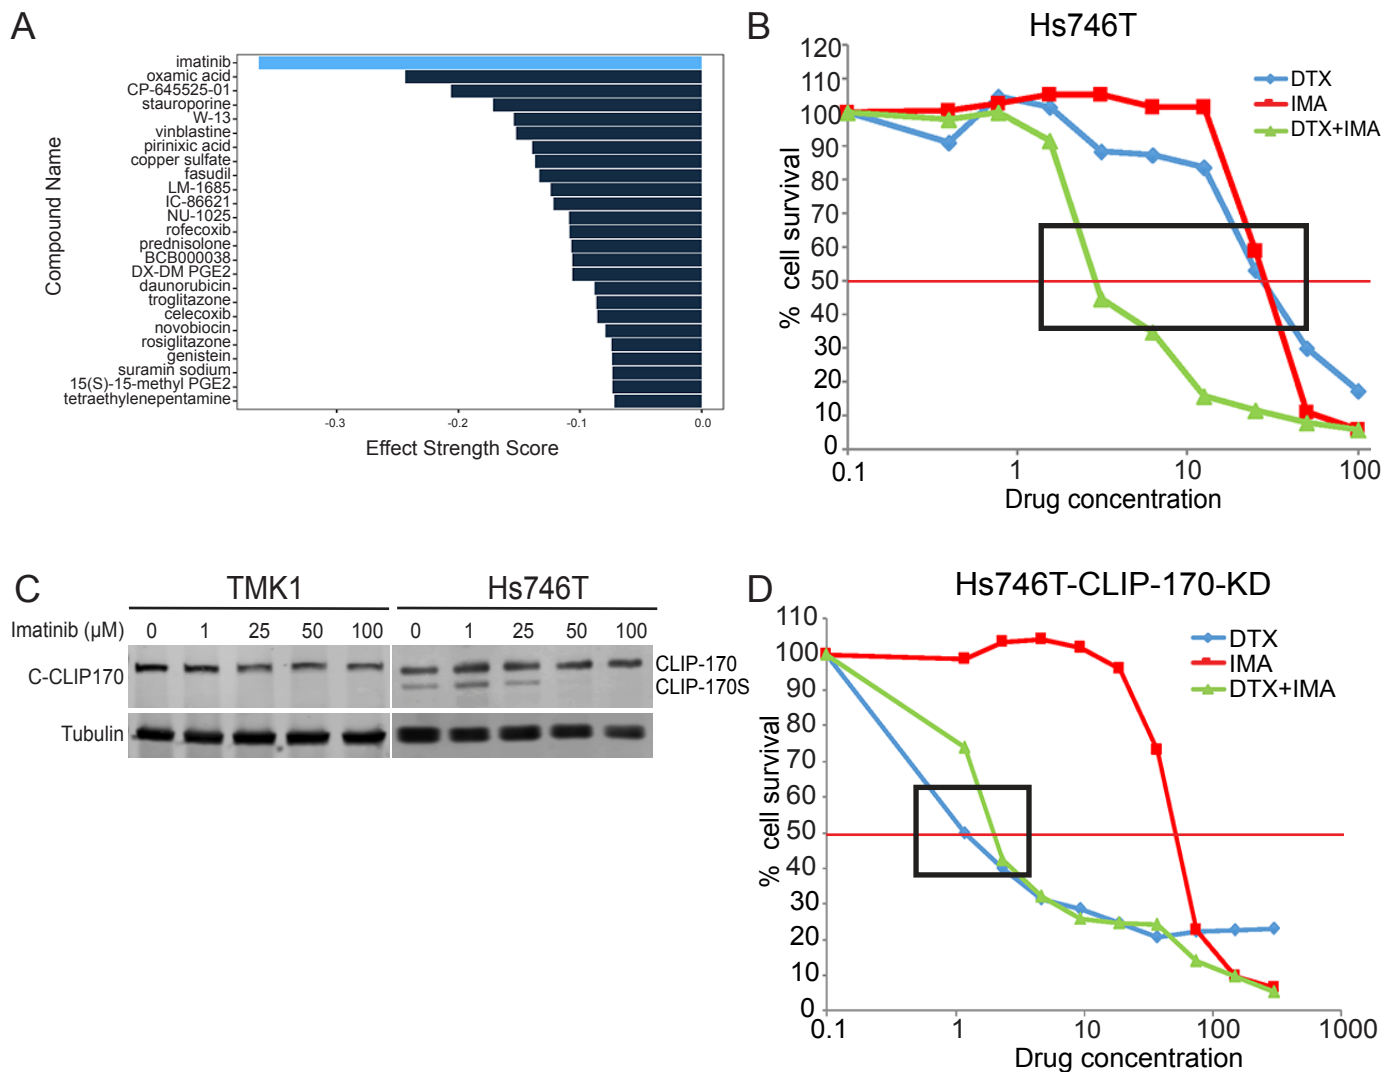 A
Compound Name
imatinib
oxamic acid
CP-645525-01
stauroporine
W-13
vinblastine
pirinixic acid
copper sulfate
fasudil
LM-1685
IC-86621
NU-1025
rofecoxib
prednisolone
BCB000038
DX-DM PGE2
daunorubicin
troglitazone
celecoxib
novobiocin
rosiglitazone
genistein
suramin sodium
15(S)-15-methyl PGE2
tetraethylenepentamine
-0.3 -0.2 -0.1 0.0
Effect Strength Score
B
Hs746T
% cell survival
120
110
100
90
80
70
60
50
40
30
20
10
0
0.1 1 10 100
Drug concentration
DTX
IMA
DTX+IMA
C
TMK1 Hs746T
Imatinib (µM) 0 1 25 50 100 0 1 25 50 100
C-CLIP170
CLIP-170
CLIP-170S
Tubulin
D
Hs746T-CLIP-170-KD
% cell survival
110
100
90
80
70
60
50
40
30
20
10
0
0.1 1 10 100 1000
Drug concentration
DTX
IMA
DTX+IMA